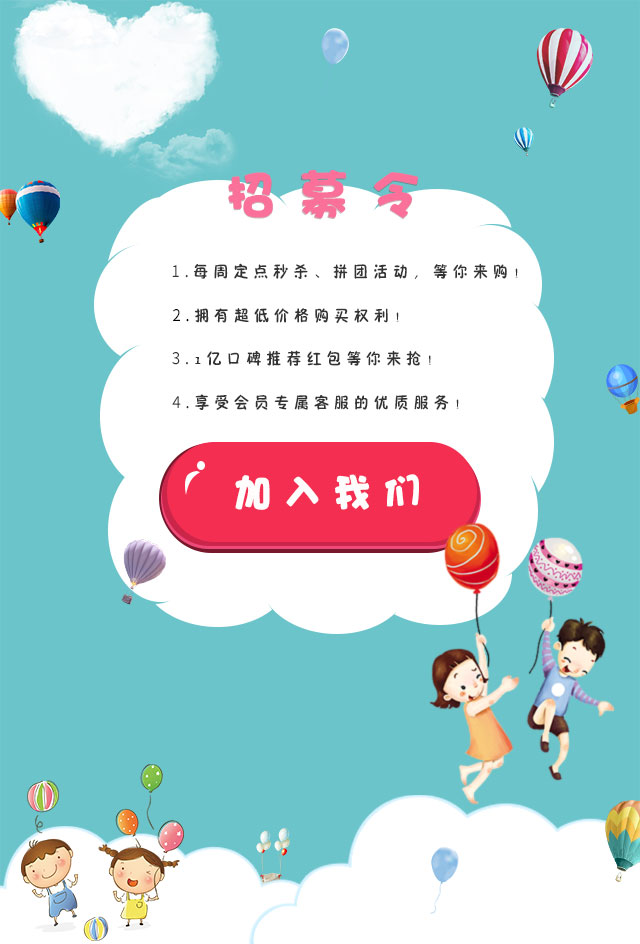 招募令
1.每周定点秒杀、拼团活动，等你来购！
2.拥有超低价格购买权利！
3.1亿口碑推荐红包等你来抢！
4.享受会员专属客服的优质服务！
加入我们